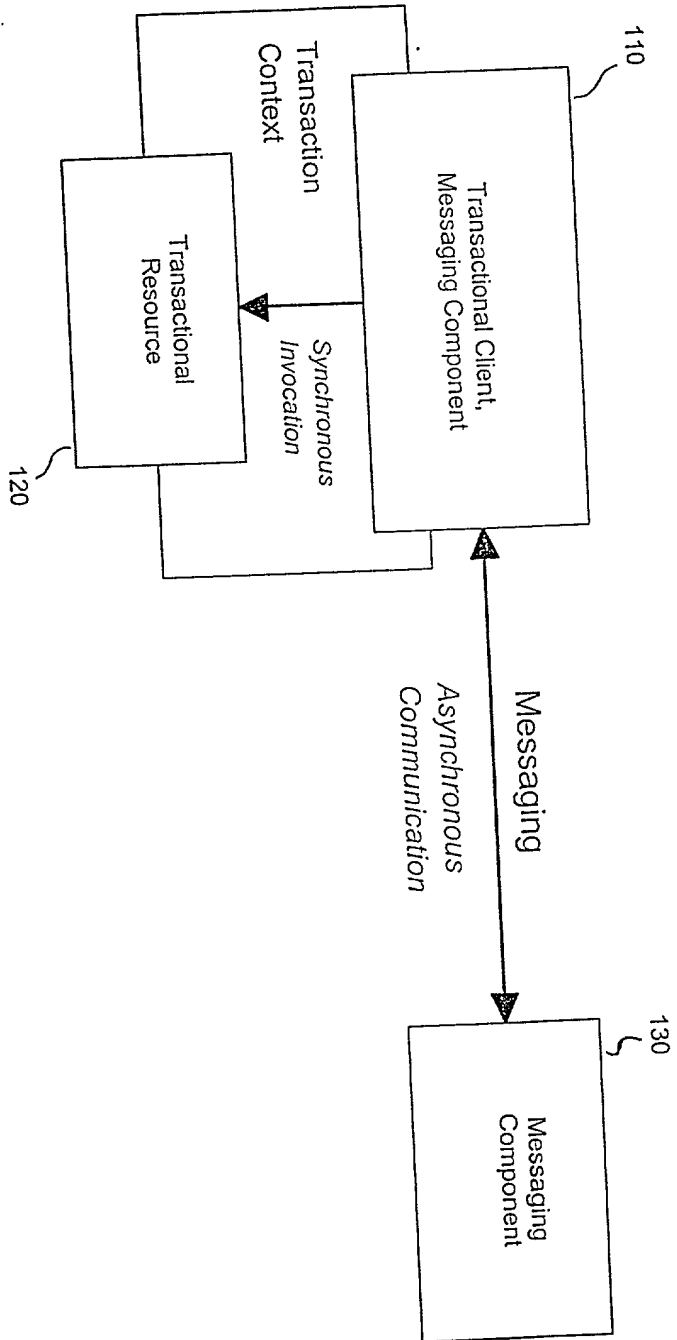 110
Transactional Client,
Messaging Component
Messaging
Asynchronous
Communication
130
Messaging
Component
Transaction
Context
Synchronous
Invocation
Transactional
Resource
120